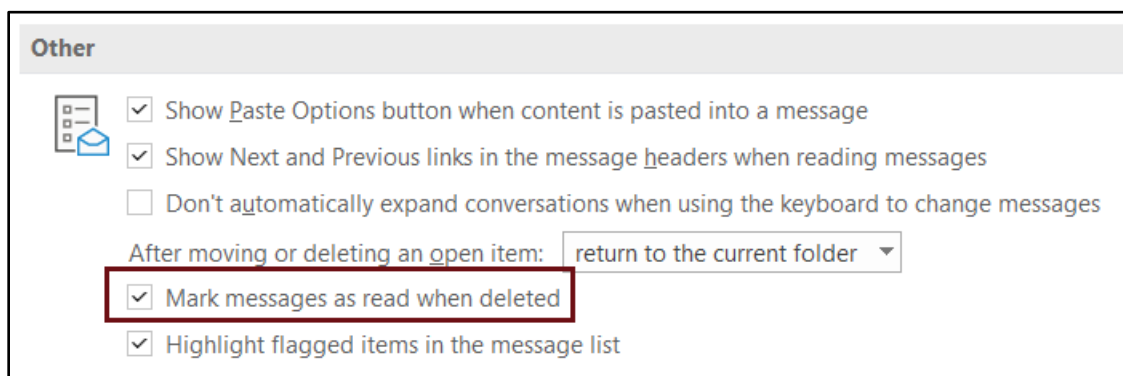 Other
Show Paste Options button when content is pasted into a message
Show Next and Previous links in the message headers when reading messages
Don't automatically expand conversations when using the keyboard to change messages
After moving or deleting an open item: return to the current folder
Mark messages as read when deleted
Highlight flagged items in the message list